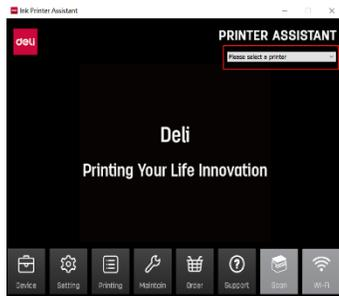 Ink Printer Assistant
deli
PRINTER ASSISTANT
Please select a printer
Deli
Printing Your Life Innovation
Device Setting Printing Maintain Order Support Scan Wi-Fi